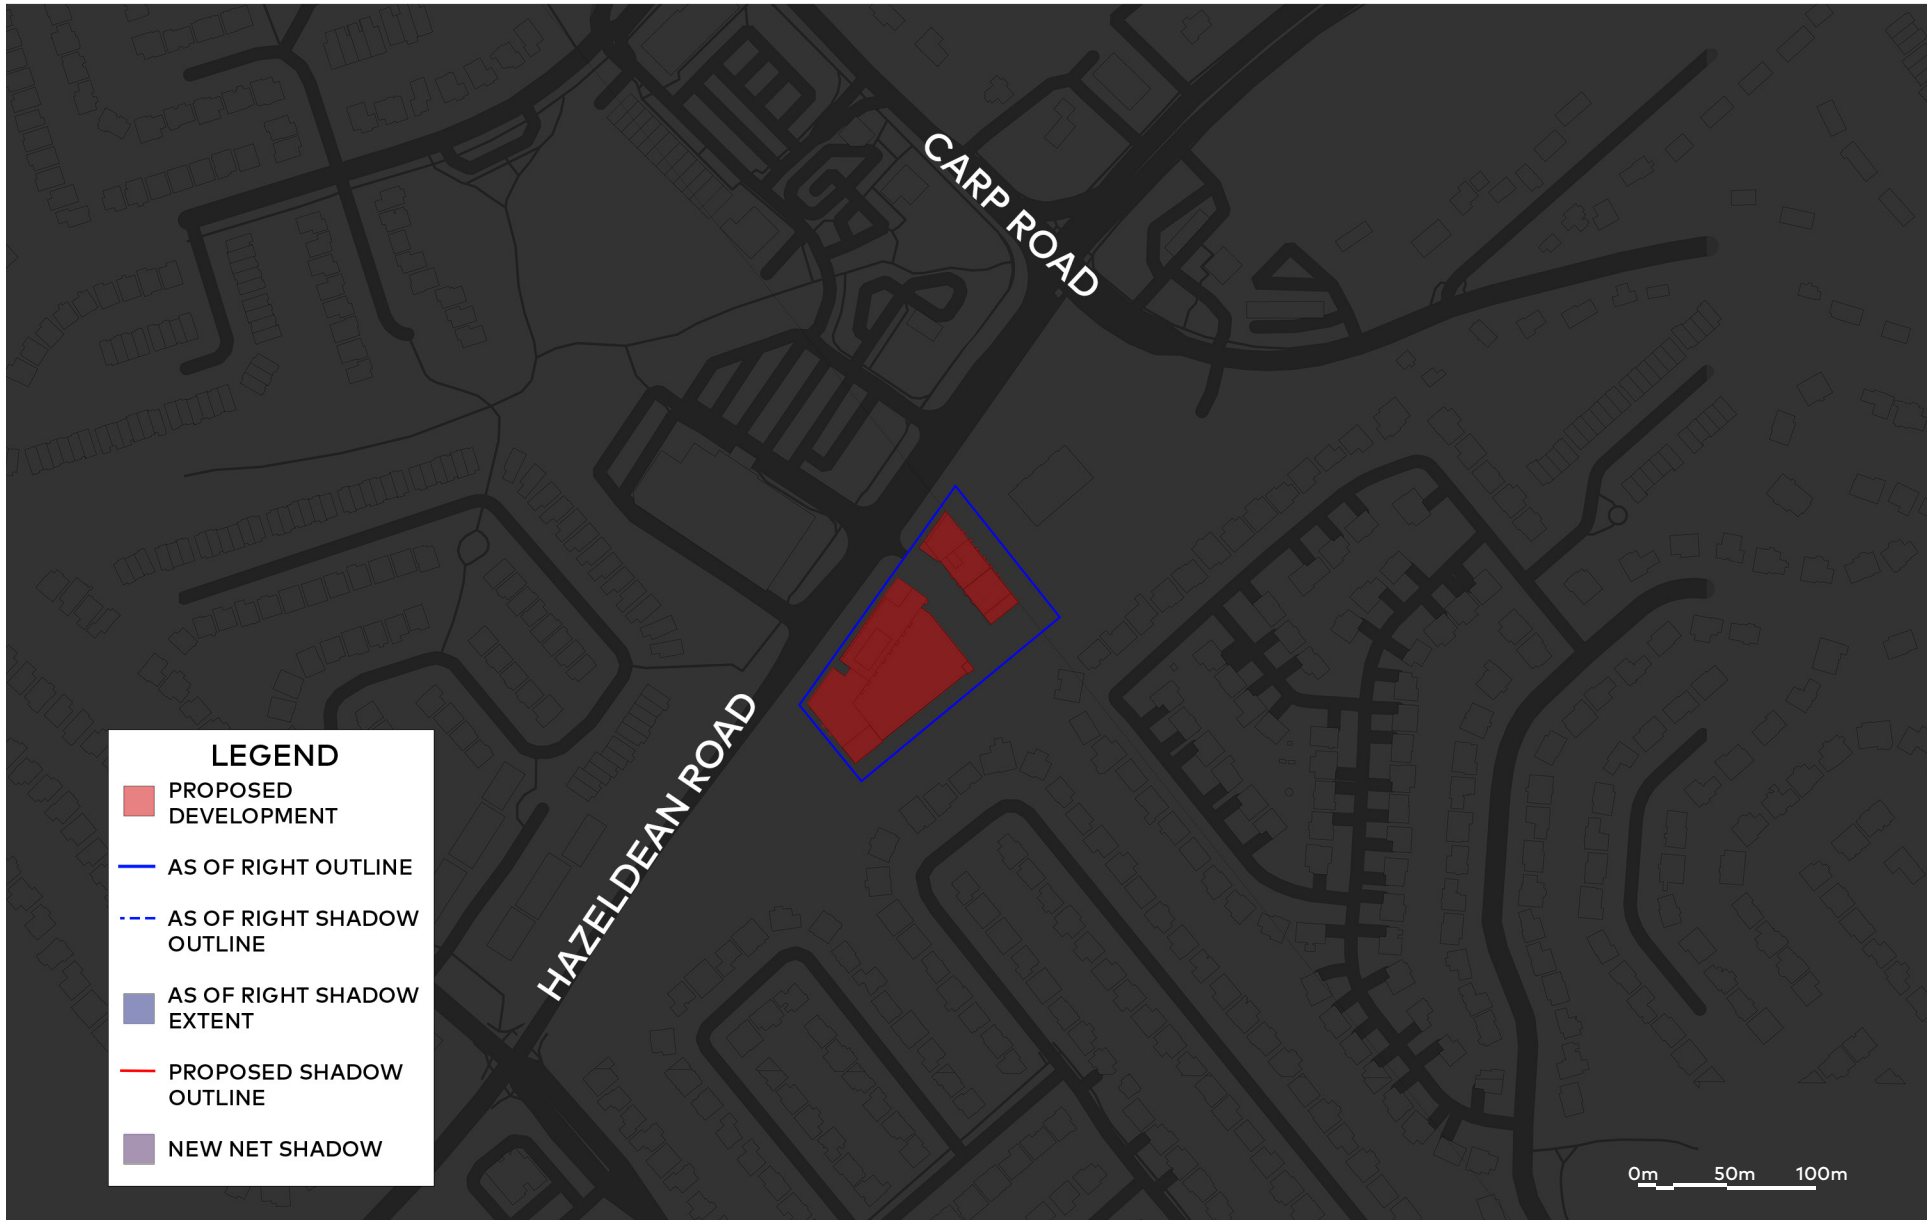 CARP ROAD
HAZELDEAN ROAD
LEGEND
PROPOSED
DEVELOPMENT
AS OF RIGHT OUTLINE
AS OF RIGHT SHADOW
OUTLINE
AS OF RIGHT SHADOW
EXTENT
PROPOSED SHADOW
OUTLINE
NEW NET SHADOW
0m 50m 100m